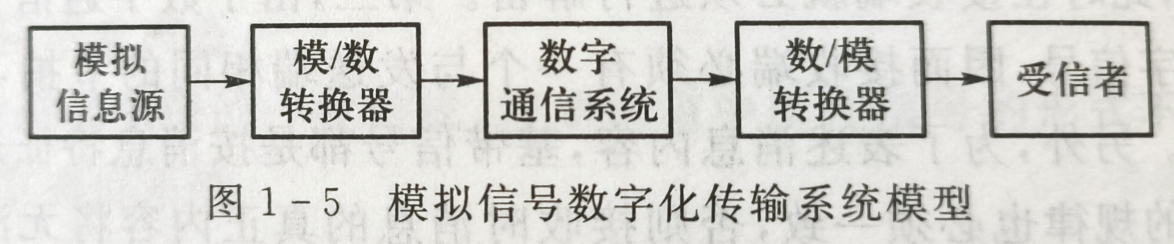 模拟
信息源
模/数
转换器
数字
通信系统
数/模
转换器
受信者
图 1-5 模拟信号数字化传输系统模型